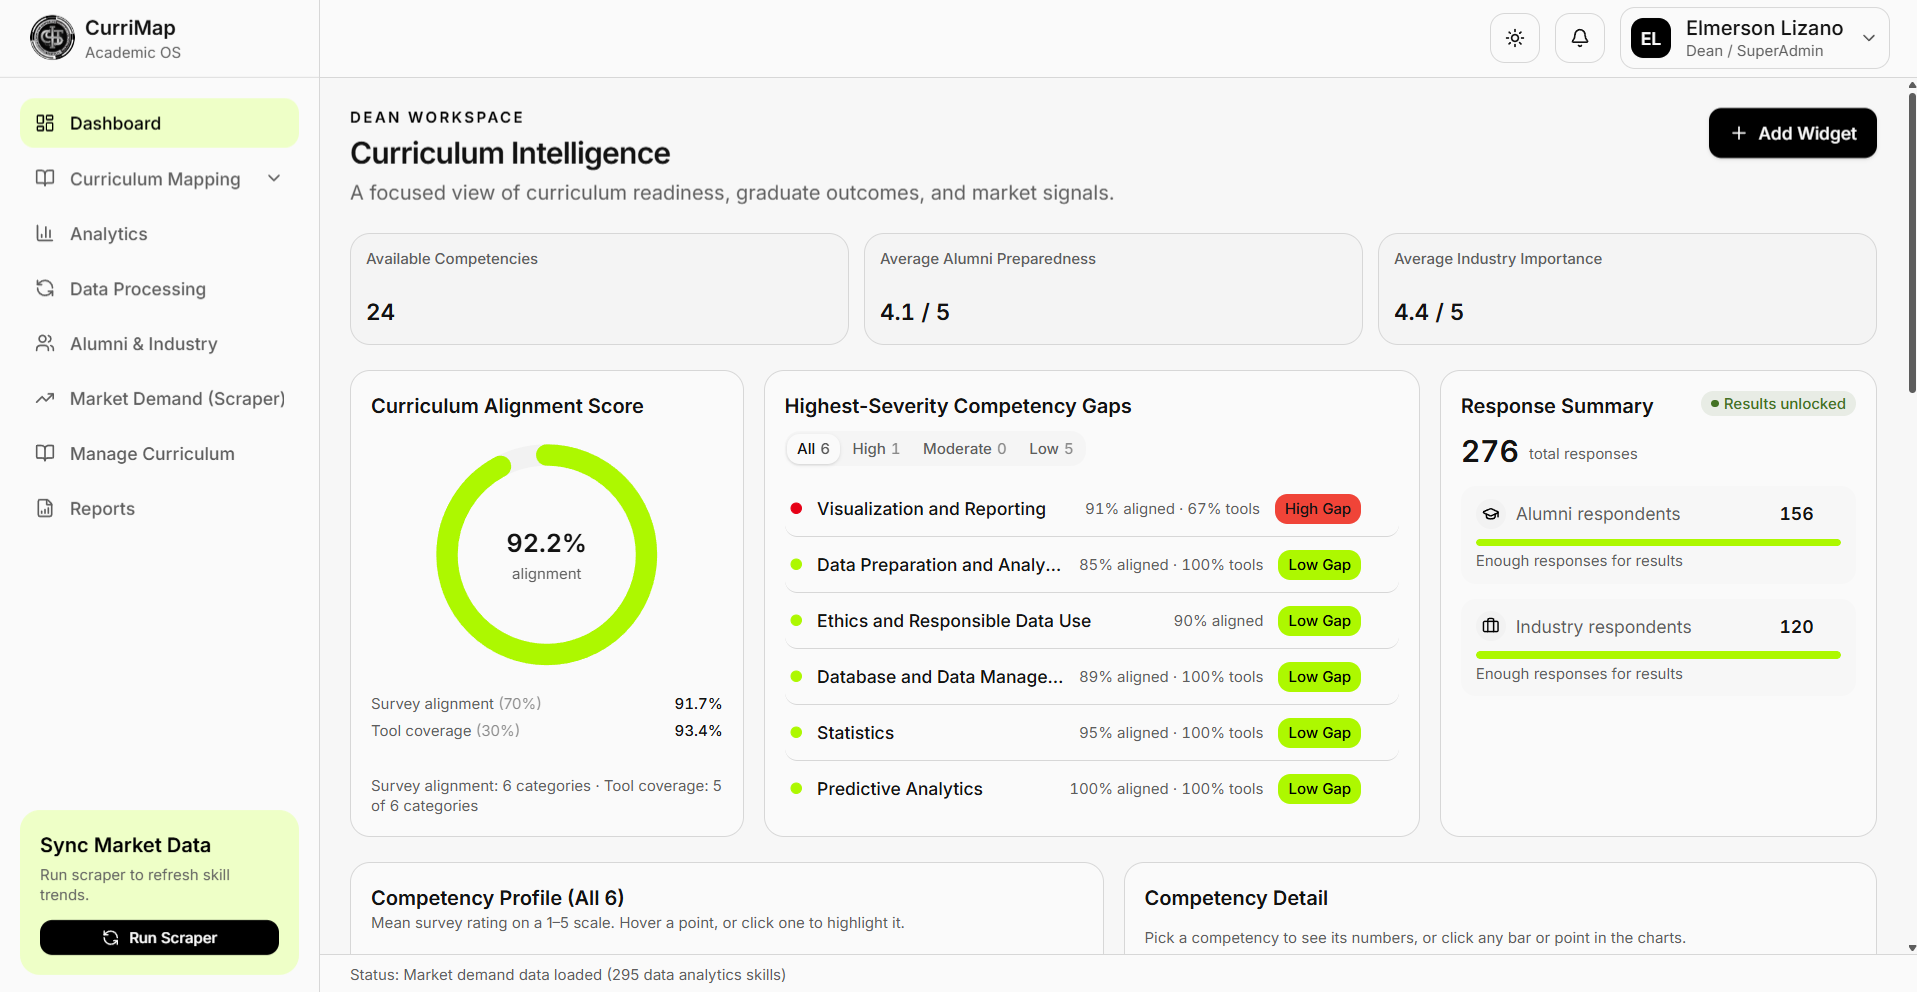 CurriMap
Academic OS
EL
Elmerson Lizano
Dean / SuperAdmin
Dashboard
Curriculum Mapping
Analytics
Data Processing
Alumni & Industry
Market Demand (Scraper)
Manage Curriculum
Reports
Sync Market Data
Run scraper to refresh skill
trends.
Run Scraper
DEAN WORKSPACE
Curriculum Intelligence
A focused view of curriculum readiness, graduate outcomes, and market signals.
+ Add Widget
Available Competencies
24
Average Alumni Preparedness
4.1 / 5
Average Industry Importance
4.4 / 5
Curriculum Alignment Score
92.2%
alignment
Survey alignment (70%) 91.7%
Tool coverage (30%) 93.4%
Survey alignment: 6 categories · Tool coverage: 5
of 6 categories
Highest-Severity Competency Gaps
All 6 High 1 Moderate 0 Low 5
Visualization and Reporting 91% aligned · 67% tools High Gap
Data Preparation and Analy... 85% aligned · 100% tools Low Gap
Ethics and Responsible Data Use 90% aligned Low Gap
Database and Data Manage... 89% aligned · 100% tools Low Gap
Statistics 95% aligned · 100% tools Low Gap
Predictive Analytics 100% aligned · 100% tools Low Gap
Response Summary
Results unlocked
276 total responses
Alumni respondents 156
Enough responses for results
Industry respondents 120
Enough responses for results
Competency Profile (All 6)
Mean survey rating on a 1–5 scale. Hover a point, or click one to highlight it.
Competency Detail
Pick a competency to see its numbers, or click any bar or point in the charts.
Status: Market demand data loaded (295 data analytics skills)